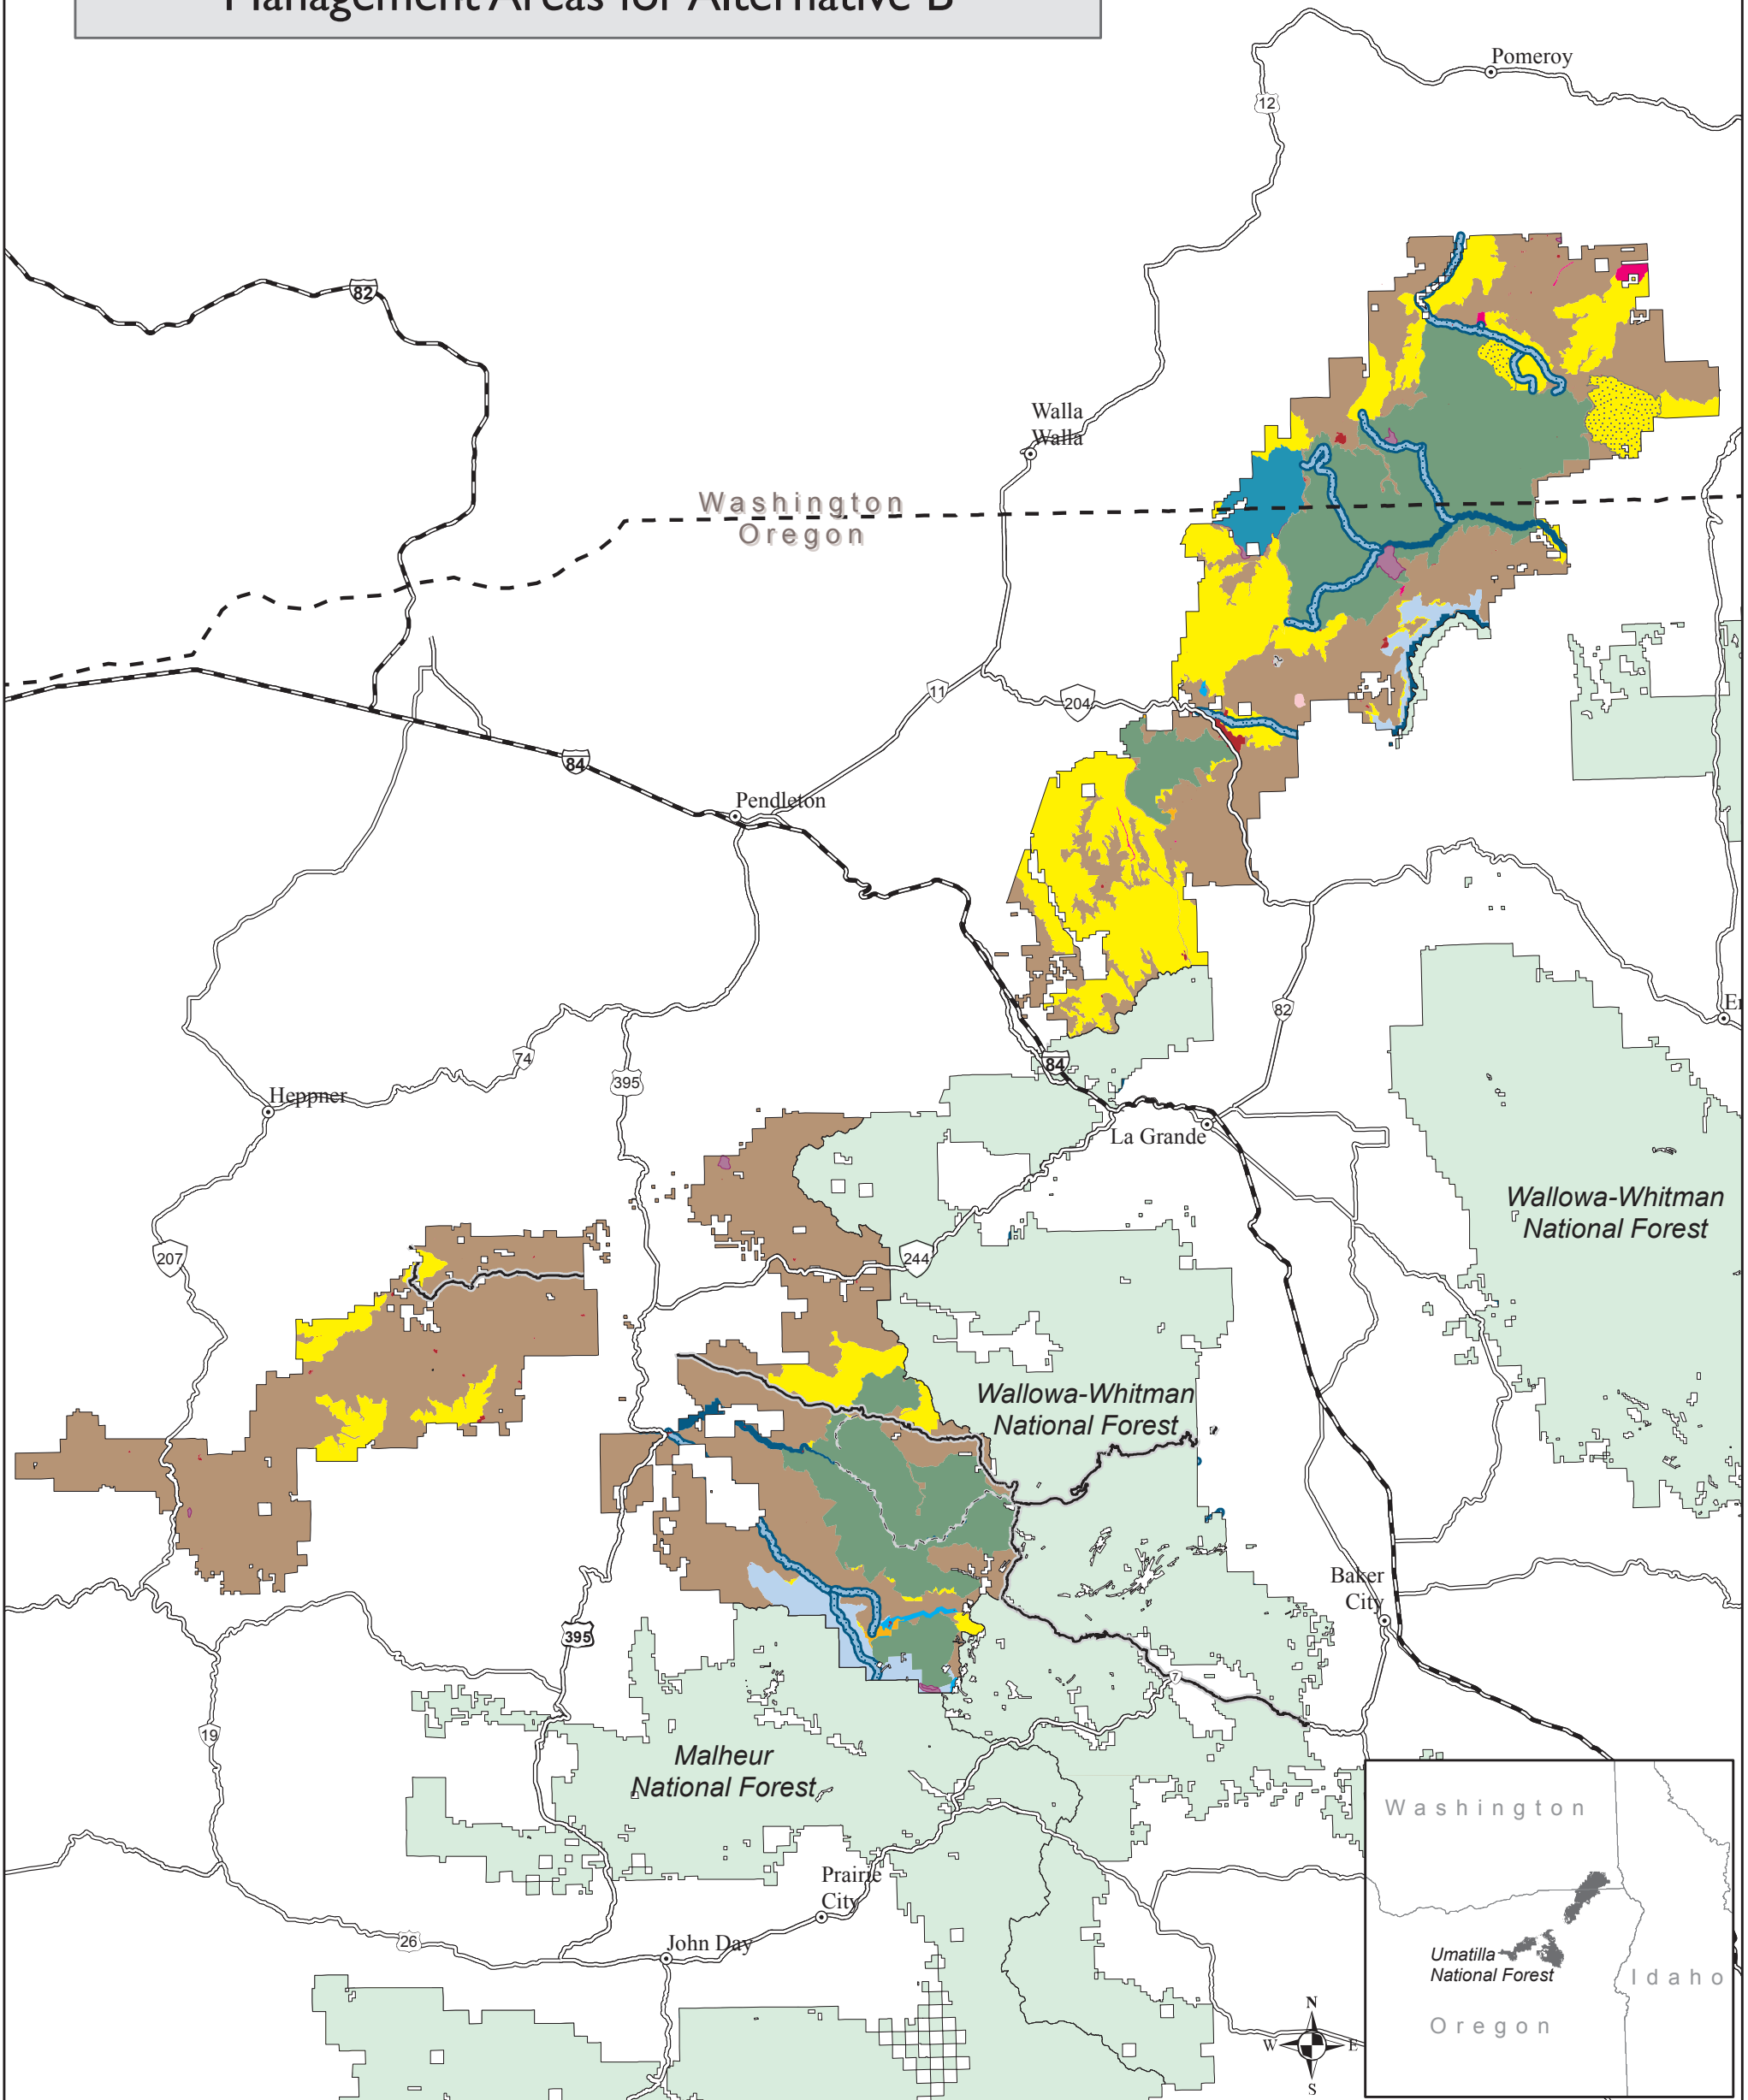 Management Areas for Alternative B
Pomeroy
12
82
Walla
Walla
Washington
Oregon
11
204
84
Pendleton
82
74
395
84
Heppner
La Grande
Wallowa-Whitman
National Forest
207
244
Wallowa-Whitman
National Forest
Baker
City
395
7
19
Malheur
National Forest
Washington
Prairie
City
26
John Day
Umatilla
National Forest
Idaho
Oregon
N
W
E
S